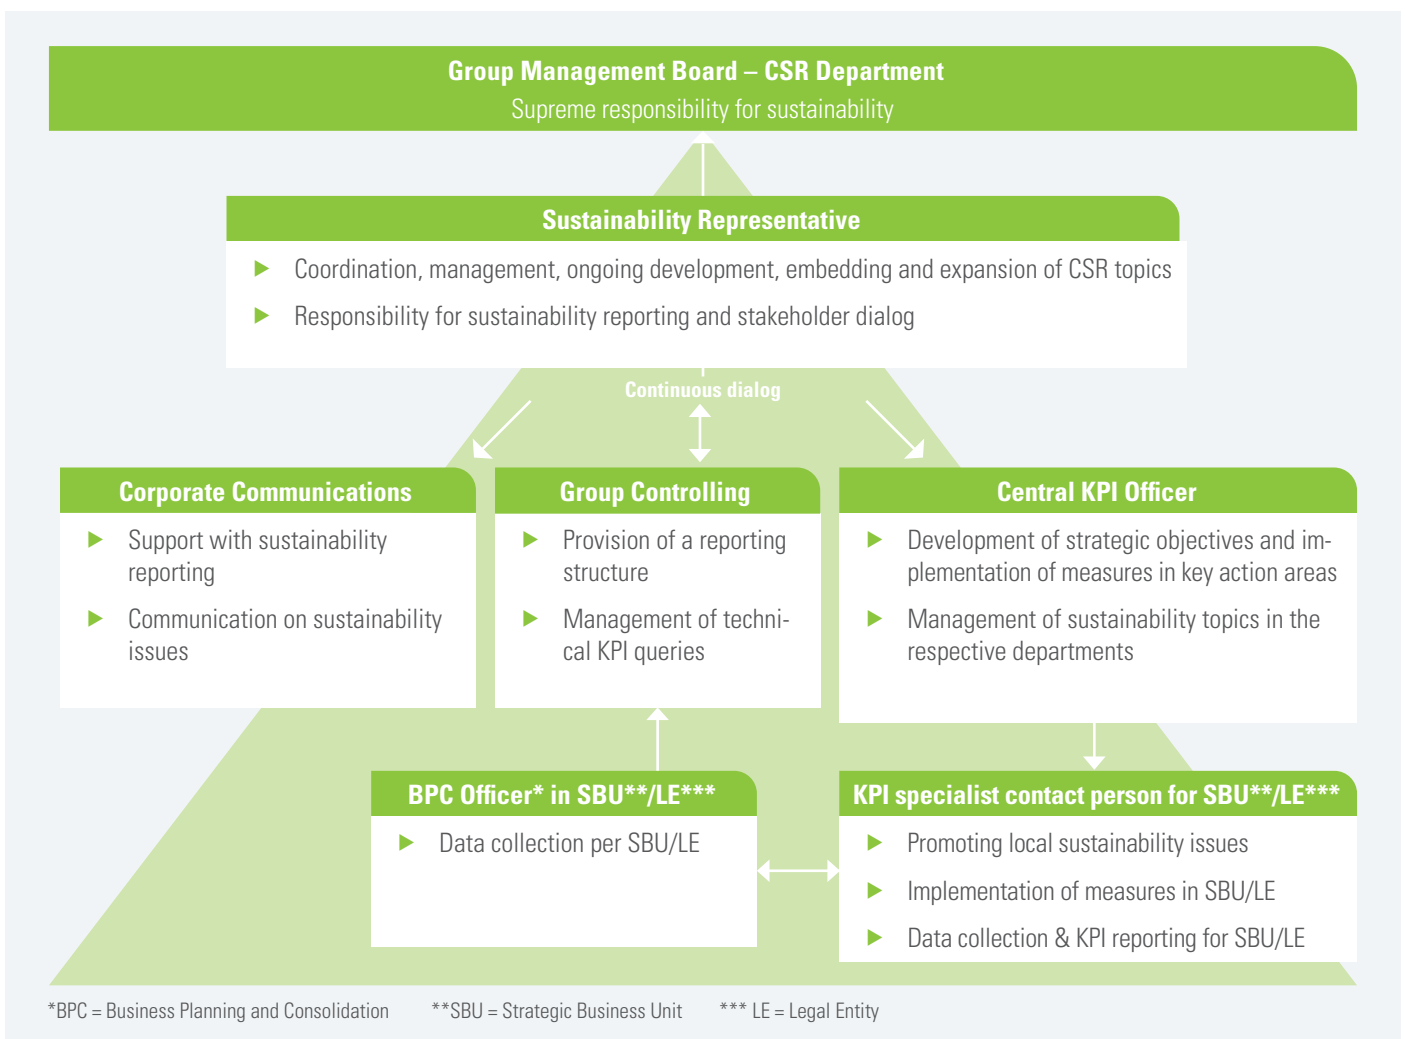 Group Management Board – CSR Department
Supreme responsibility for sustainability
Sustainability Representative
Coordination, management, ongoing development, embedding and expansion of CSR topics
Responsibility for sustainability reporting and stakeholder dialog
Continuous dialog
Corporate Communications
Support with sustainability
reporting
Communication on sustainability
issues
Group Controlling
Provision of a reporting
structure
Management of techni-
cal KPI queries
Central KPI Officer
Development of strategic objectives and im-
plementation of measures in key action areas
Management of sustainability topics in the
respective departments
BPC Officer* in SBU**/LE***
Data collection per SBU/LE
KPI specialist contact person for SBU**/LE***
Promoting local sustainability issues
Implementation of measures in SBU/LE
Data collection & KPI reporting for SBU/LE
*BPC = Business Planning and Consolidation **SBU = Strategic Business Unit *** LE = Legal Entity